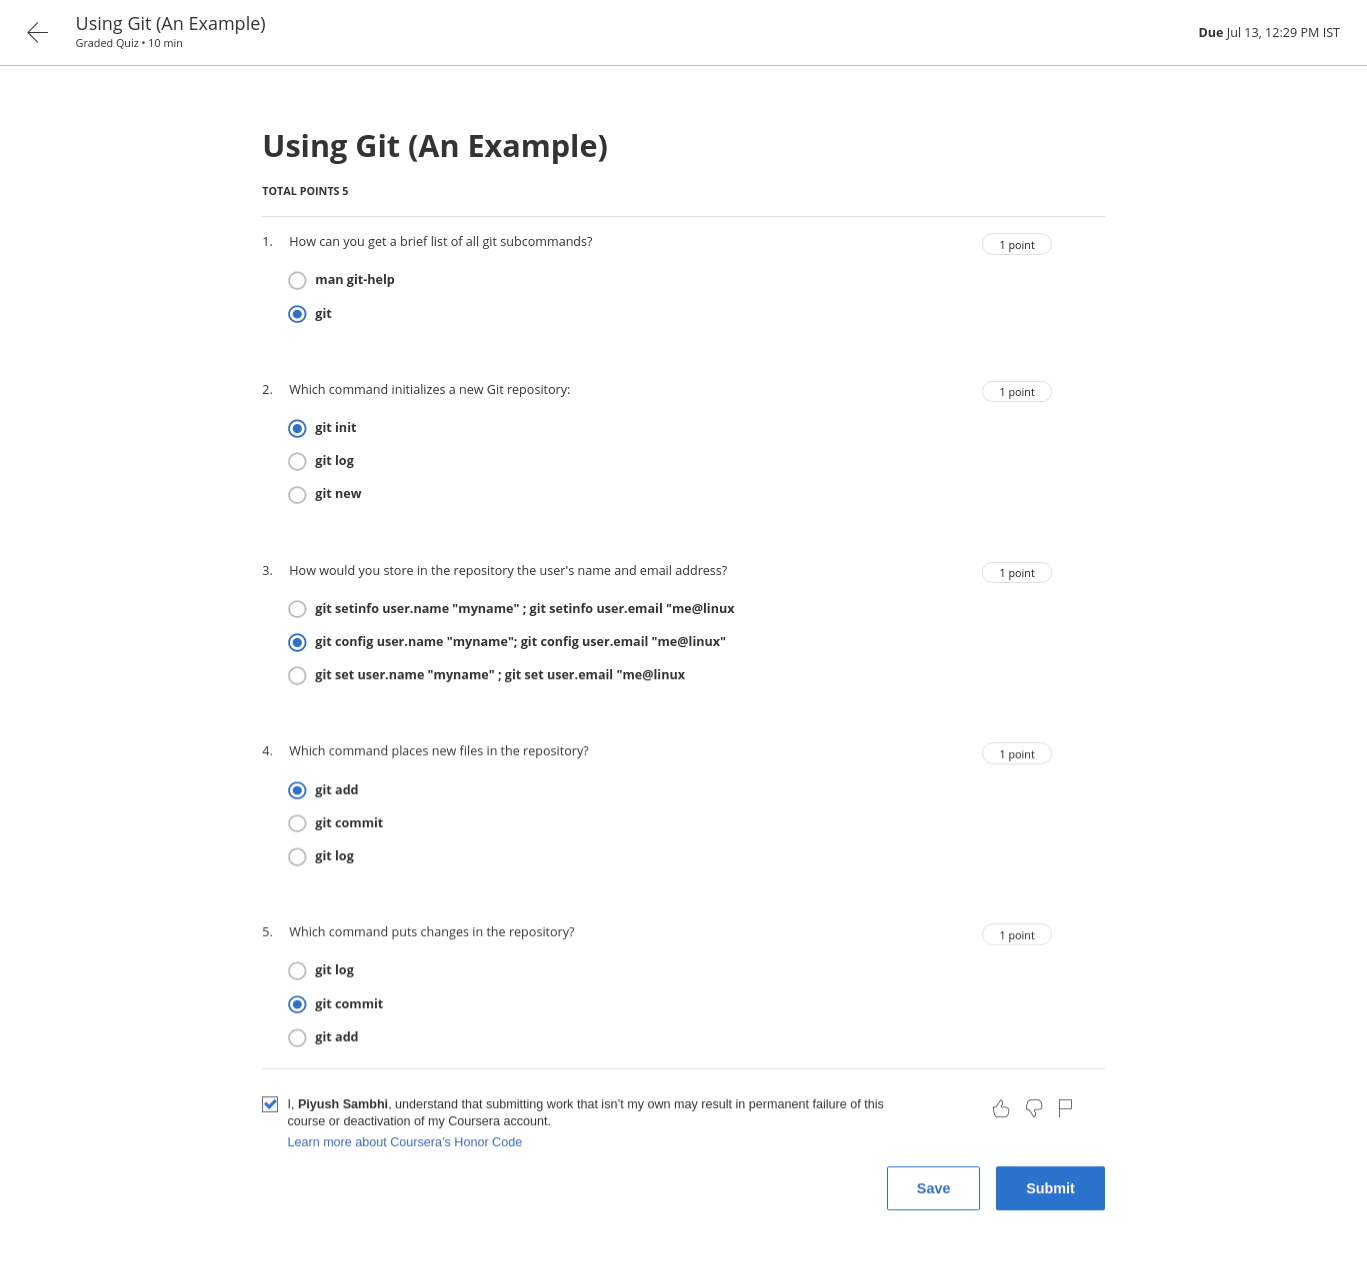 Using Git (An Example)
Graded Quiz • 10 min
Due Jul 13, 12:29 PM IST
Using Git (An Example)
TOTAL POINTS 5
1. How can you get a brief list of all git subcommands?
1 point
man git-help
git
2. Which command initializes a new Git repository:
1 point
git init
git log
git new
3. How would you store in the repository the user's name and email address?
1 point
git setinfo user.name "myname" ; git setinfo user.email "me@linux
git config user.name "myname"; git config user.email "me@linux"
git set user.name "myname" ; git set user.email "me@linux
4. Which command places new files in the repository?
1 point
git add
git commit
git log
5. Which command puts changes in the repository?
1 point
git log
git commit
git add
I, Piyush Sambhi, understand that submitting work that isn’t my own may result in permanent failure of this
course or deactivation of my Coursera account.
Learn more about Coursera’s Honor Code
Save
Submit